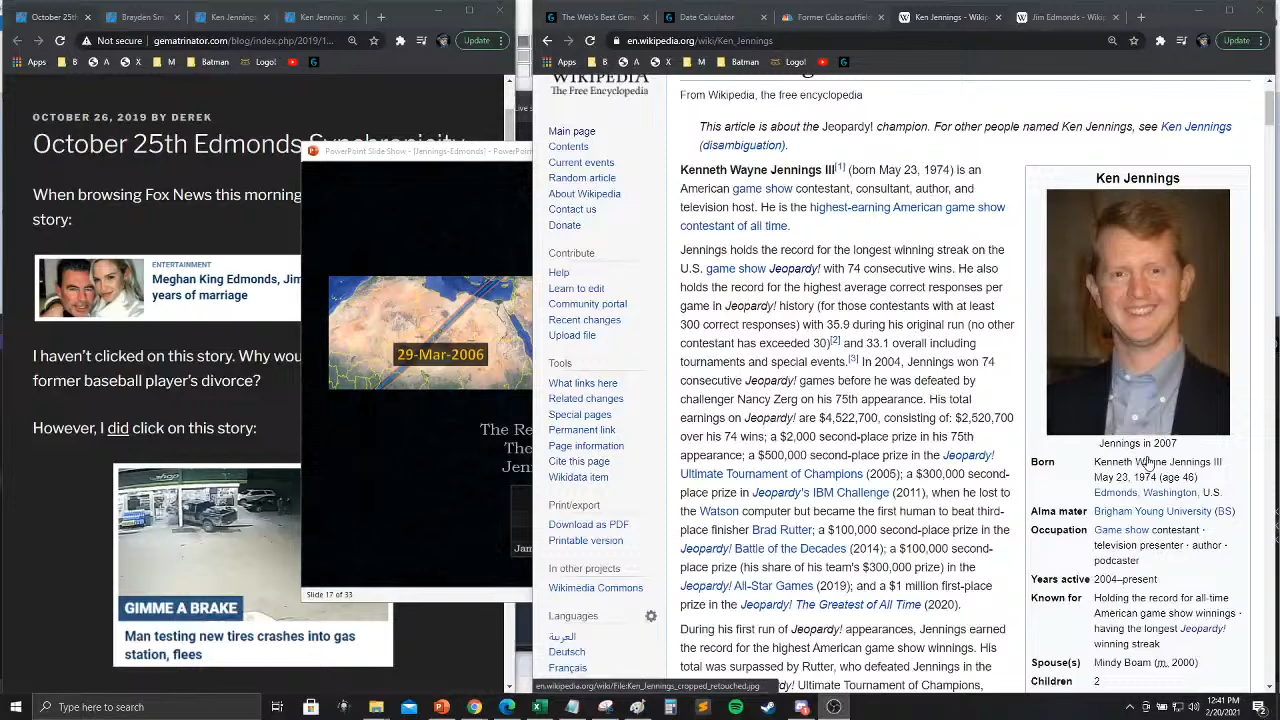 October 25th
Brayden Sm
Ken Jennings
Ken Jennings
Not secure
gematrinator.com/blog/index.php/2019/1...
Update
Apps
B
A
X
M
Batman
Logo!
OCTOBER 26, 2019 BY DEREK
October 25th Edmonds Synchronicity
When browsing Fox News this morning
story:
ENTERTAINMENT
Meghan King Edmonds, Jim
years of marriage
I haven't clicked on this story. Why wou
former baseball player's divorce?
However, I did click on this story:
GIMME A BRAKE
Man testing new tires crashes into gas
station, flees
PowerPoint Slide Show - [Jennings-Edmonds] - PowerPoin
29-Mar-2006
The Re
The
Jenn
Jam
Slide 17 of 33
Live s
The Web's Best Gem
Date Calculator
Former Cubs outfield
Ken Jennings - Wikip
Jim Edmonds - Wikip
en.wikipedia.org/wiki/Ken_Jennings
Update
Apps
B
A
X
M
Batman
Logo!
WIKIPEDIA
The Free Encyclopedia
Main page
Contents
Current events
Random article
About Wikipedia
Contact us
Donate
Contribute
Help
Learn to edit
Community portal
Recent changes
Upload file
Tools
What links here
Related changes
Special pages
Permanent link
Page information
Cite this page
Wikidata item
Print/export
Download as PDF
Printable version
In other projects
Wikimedia Commons
Languages
العربية
Deutsch
Français
From Wikipedia, the free encyclopedia
This article is about the Jeopardy! champion. For other people named Ken Jennings, see Ken Jennings
(disambiguation).
Kenneth Wayne Jennings III[1] (born May 23, 1974) is an
American game show contestant, consultant, author, and
television host. He is the highest-earning American game show
contestant of all time.
Jennings holds the record for the longest winning streak on the
U.S. game show Jeopardy! with 74 consecutive wins. He also
holds the record for the highest average correct responses per
game in Jeopardy! history (for those contestants with at least
300 correct responses) with 35.9 during his original run (no other
contestant has exceeded 30)[2] and 33.1 overall including
tournaments and special events.[3] In 2004, Jennings won 74
consecutive Jeopardy! games before he was defeated by
challenger Nancy Zerg on his 75th appearance. His total
earnings on Jeopardy! are $4,522,700, consisting of: $2,520,700
over his 74 wins; a $2,000 second-place prize in his 75th
appearance; a $500,000 second-place prize in the Jeopardy!
Ultimate Tournament of Champions (2005); a $300,000 second-
place prize in Jeopardy's IBM Challenge (2011), when he lost to
the Watson computer but became the first human to beat third-
place finisher Brad Rutter; a $100,000 second-place prize in the
Jeopardy! Battle of the Decades (2014); a $100,000 second-
place prize (his share of his team's $300,000 prize) in the
Jeopardy! All-Star Games (2019); and a $1 million first-place
prize in the Jeopardy! The Greatest of All Time (2020).
During his first run of Jeopardy! appearances, Jennings earned
the record for the highest American game show winnings. His
total was surpassed by Rutter, who defeated Jennings in the
dy! Ultimate Tournament of Champions,
Ken Jennings
Jennings in 2007
Born Kenneth Wayne Jennings III
May 23, 1974 (age 46)
Edmonds, Washington, U.S.
Alma mater Brigham Young University (BS)
Occupation Game show contestant ·
television presenter · author ·
podcaster
Years active 2004–present
Known for Holding the record for all-time
American game show winnings ·
having the longest Jeopardy!
winning streak
Spouse(s) Mindy Boam (m. 2000)
Children 2
en.wikipedia.org/wiki/File:Ken_Jennings_cropped_retouched.jpg
Type here to search
12:41 PM
2/20/2021